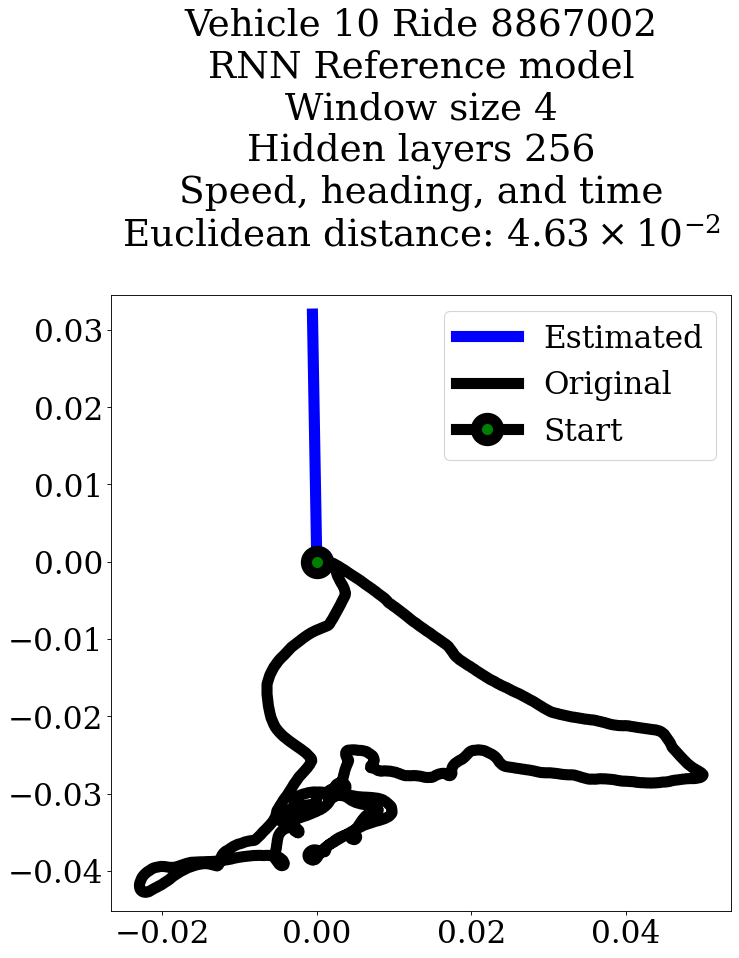 Vehicle 10 Ride 8867002
RNN Reference model
Window size 4
Hidden layers 256
Speed, heading, and time
Euclidean distance: 4.63 × 10⁻²
Estimated
Original
Start
0.03
0.02
0.01
0.00
−0.01
−0.02
−0.03
−0.04
−0.02
0.00
0.02
0.04